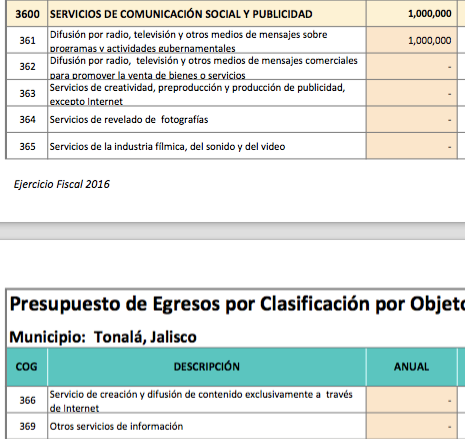 3600 SERVICIOS DE COMUNICACIÓN SOCIAL Y PUBLICIDAD 1,000,000
361 Difusión por radio, televisión y otros medios de mensajes sobre
programas y actividades gubernamentales 1,000,000
362 Difusión por radio, televisión y otros medios de mensajes comerciales
para promover la venta de bienes o servicios -
363 Servicios de creatividad, preproducción y producción de publicidad,
excepto Internet -
364 Servicios de revelado de fotografías -
365 Servicios de la industria fílmica, del sonido y del video -
Ejercicio Fiscal 2016
Presupuesto de Egresos por Clasificación por Objeto
Municipio: Tonalá, Jalisco
COG DESCRIPCIÓN ANUAL
366 Servicio de creación y difusión de contenido exclusivamente a través
de Internet -
369 Otros servicios de información -